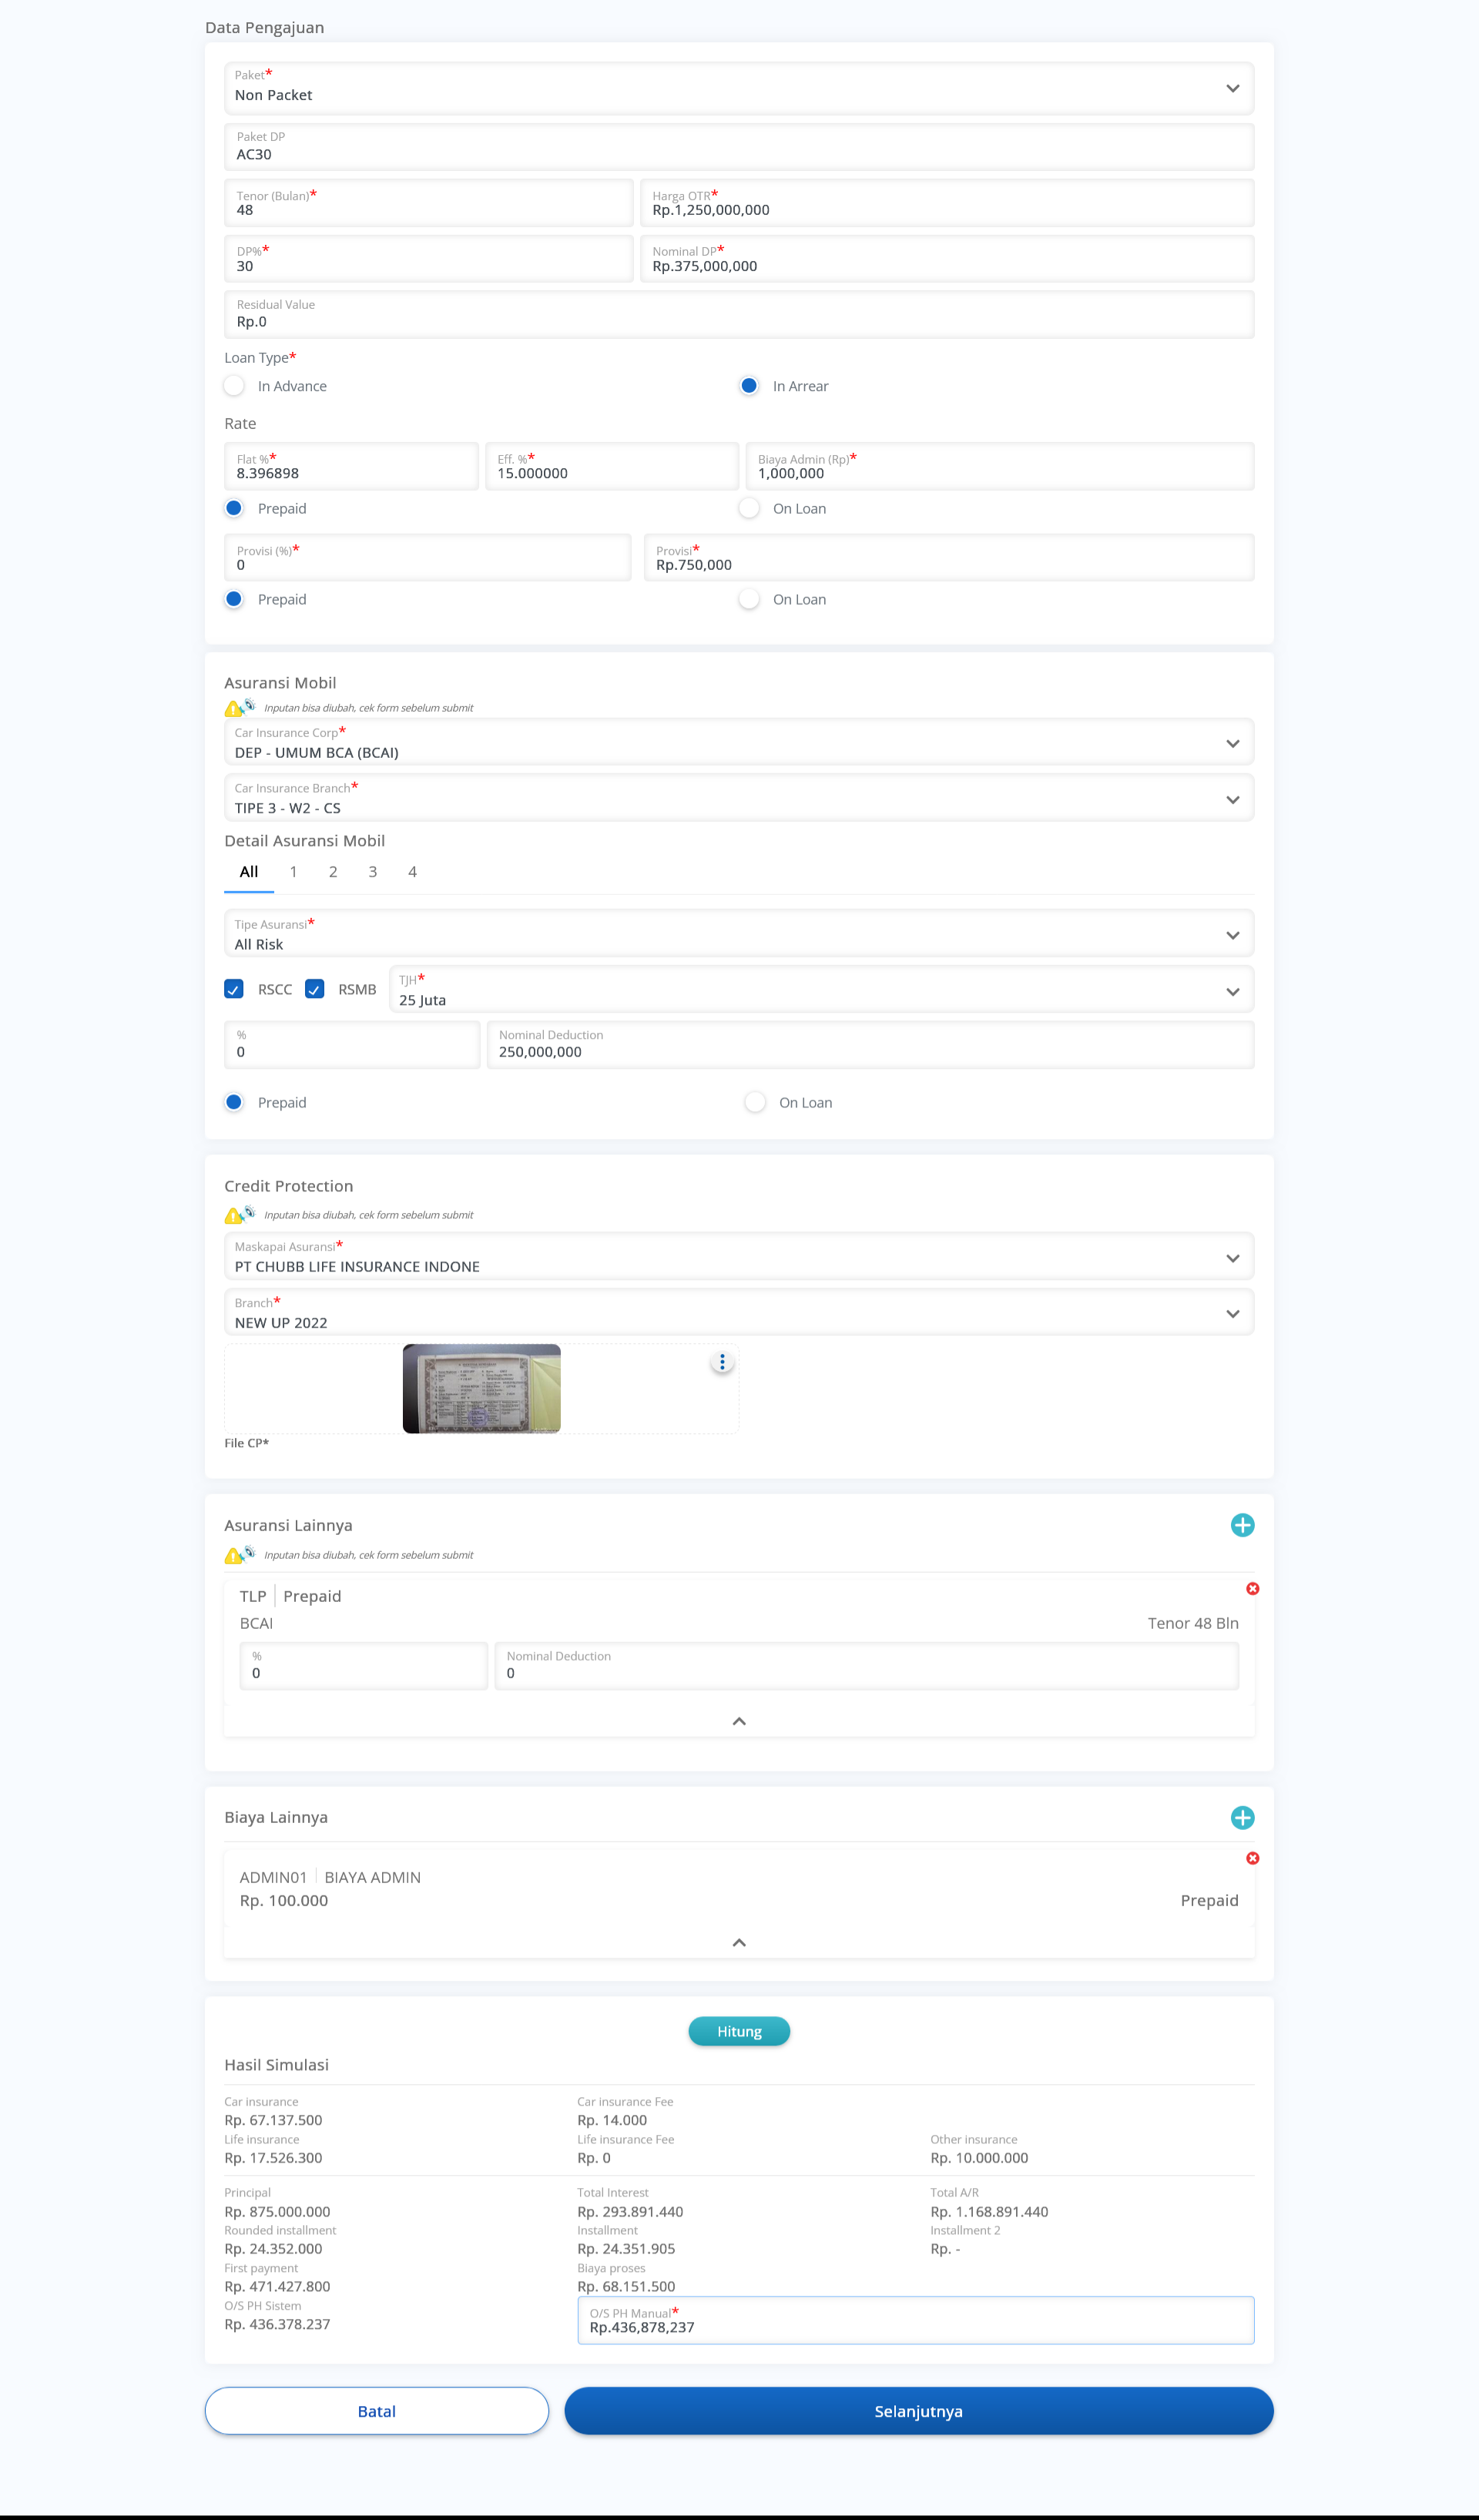 Data Pengajuan
Paket*
Non Packet
Paket DP
AC30
Tenor (Bulan)* Harga OTR*
48 Rp.1,250,000,000
DP%* Nominal DP*
30 Rp.375,000,000
Residual Value
Rp.0
Loan Type*
In Advance In Arrear
Rate
Flat %* Eff. %* Biaya Admin (Rp)*
8.396898 15.000000 1,000,000
Prepaid On Loan
Provisi (%)* Provisi*
0 Rp.750,000
Prepaid On Loan
Asuransi Mobil
Inputan bisa diubah, cek form sebelum submit
Car Insurance Corp*
DEP - UMUM BCA (BCAI)
Car Insurance Branch*
TIPE 3 - W2 - CS
Detail Asuransi Mobil
All 1 2 3 4
Tipe Asuransi*
All Risk
RSCC RSMB TJH*
25 Juta
% Nominal Deduction
0 250,000,000
Prepaid On Loan
Credit Protection
Inputan bisa diubah, cek form sebelum submit
Maskapai Asuransi*
PT CHUBB LIFE INSURANCE INDONE
Branch*
NEW UP 2022
File CP*
Asuransi Lainnya
Inputan bisa diubah, cek form sebelum submit
TLP Prepaid
BCAI Tenor 48 Bln
% Nominal Deduction
0 0
Biaya Lainnya
ADMIN01 BIAYA ADMIN
Rp. 100.000 Prepaid
Hitung
Hasil Simulasi
Car insurance Car insurance Fee
Rp. 67.137.500 Rp. 14.000
Life insurance Life insurance Fee Other insurance
Rp. 17.526.300 Rp. 0 Rp. 10.000.000
Principal Total Interest Total A/R
Rp. 875.000.000 Rp. 293.891.440 Rp. 1.168.891.440
Rounded installment Installment Installment 2
Rp. 24.352.000 Rp. 24.351.905 Rp. -
First payment Biaya proses
Rp. 471.427.800 Rp. 68.151.500
O/S PH Sistem O/S PH Manual*
Rp. 436.378.237 Rp.436,878,237
Batal Selanjutnya